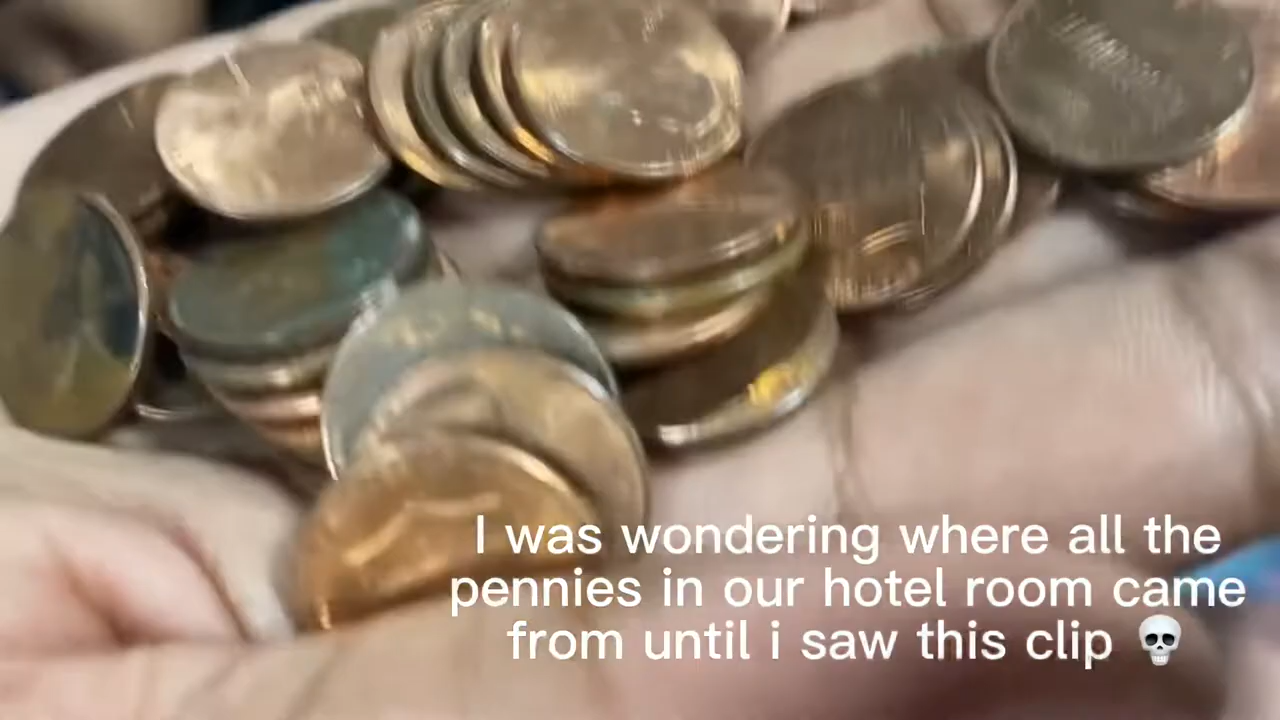 I was wondering where all the
pennies in our hotel room came
from until i saw this clip 💀